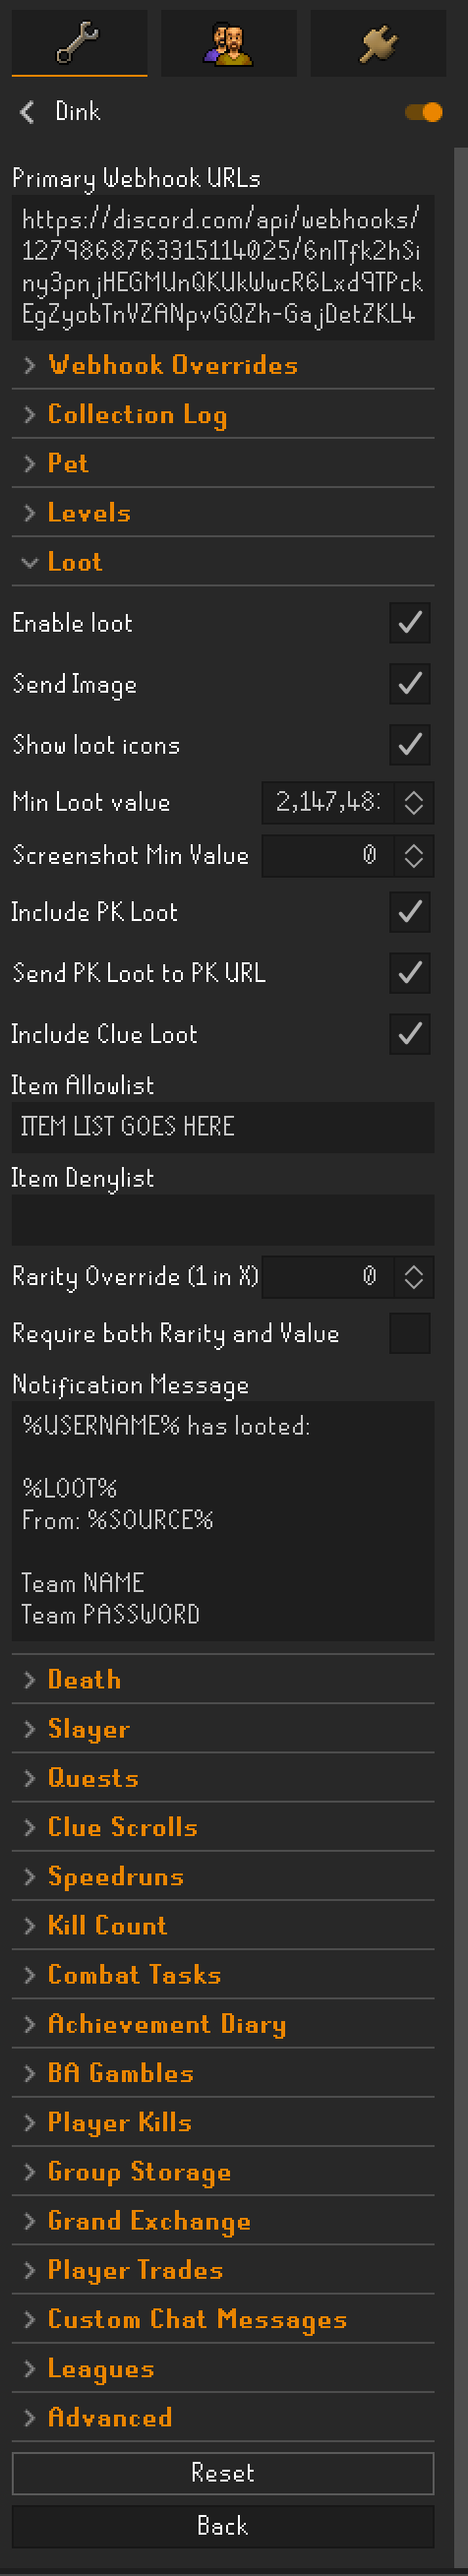 Dink
Primary Webhook URLs
https://discord.com/api/webhooks/
1279868763315114025/6nITfk2hSi
ny3pnjHEGMUnQKUkWwcR6Lxd9TPck
EgZyobTnVZANpvGQZh-GajDetZKL4
Webhook Overrides
Collection Log
Pet
Levels
Loot
Enable loot
Send Image
Show loot icons
Min Loot value 2,147,48
Screenshot Min Value 0
Include PK Loot
Send PK Loot to PK URL
Include Clue Loot
Item Allowlist
ITEM LIST GOES HERE
Item Denylist
Rarity Override (1 in X) 0
Require both Rarity and Value
Notification Message
%USERNAME% has looted:
%LOOT%
From: %SOURCE%
Team NAME
Team PASSWORD
Death
Slayer
Quests
Clue Scrolls
Speedruns
Kill Count
Combat Tasks
Achievement Diary
BA Gambles
Player Kills
Group Storage
Grand Exchange
Player Trades
Custom Chat Messages
Leagues
Advanced
Reset
Back